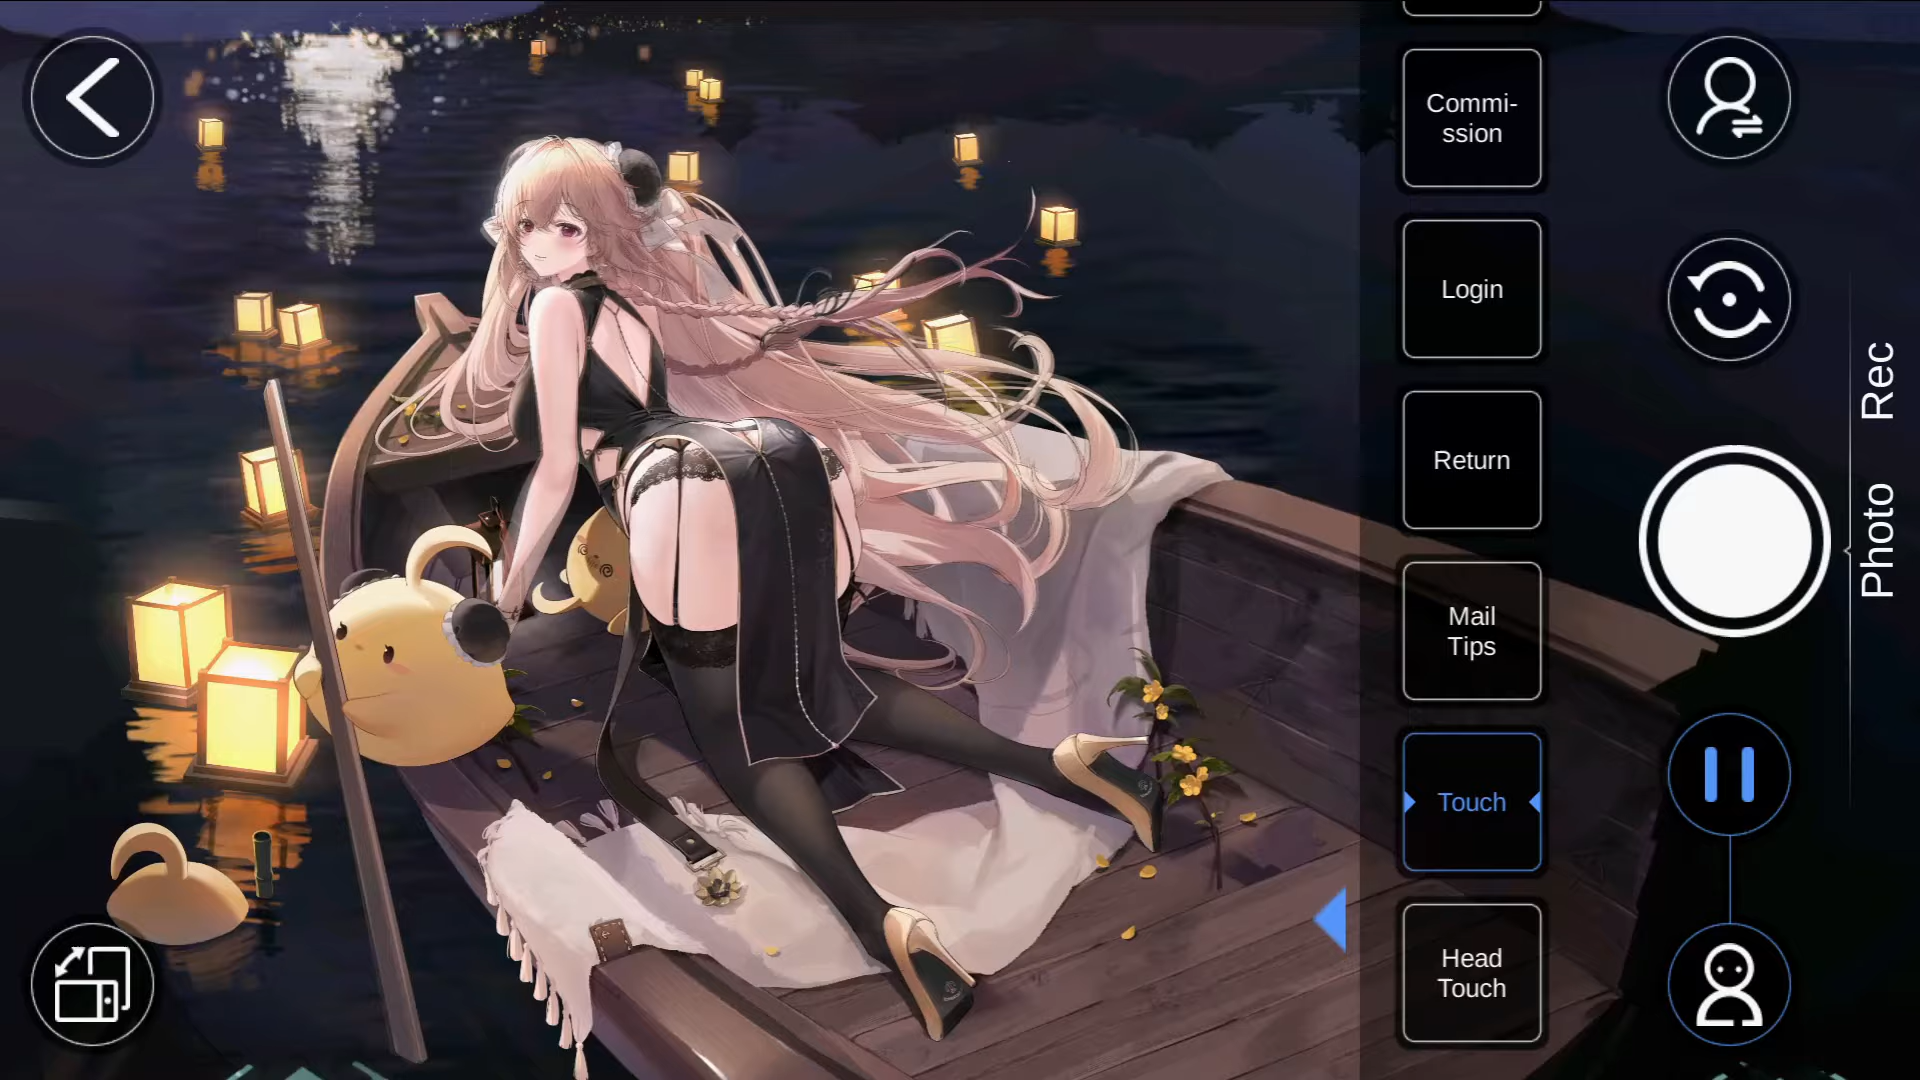 Commi-
ssion
Login
Return
Mail
Tips
Touch
Head
Touch
Rec
Photo